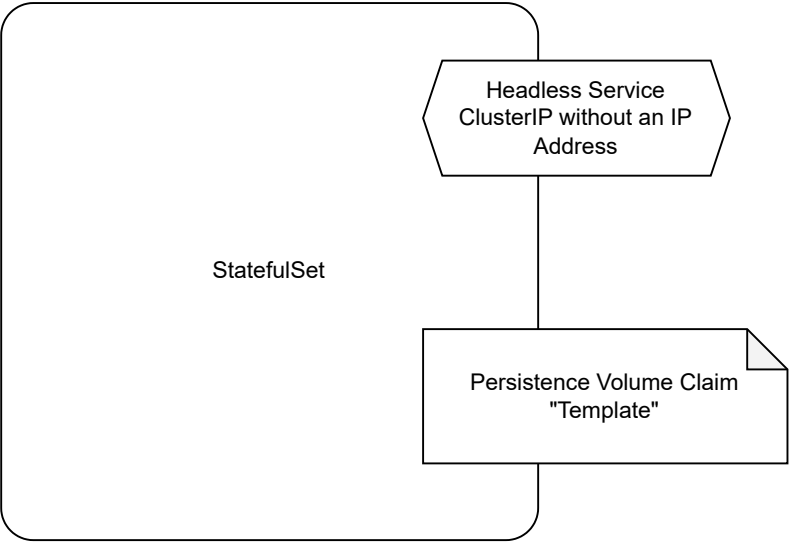 Headless Service
ClusterIP without an IP
Address
StatefulSet
Persistence Volume Claim
"Template"